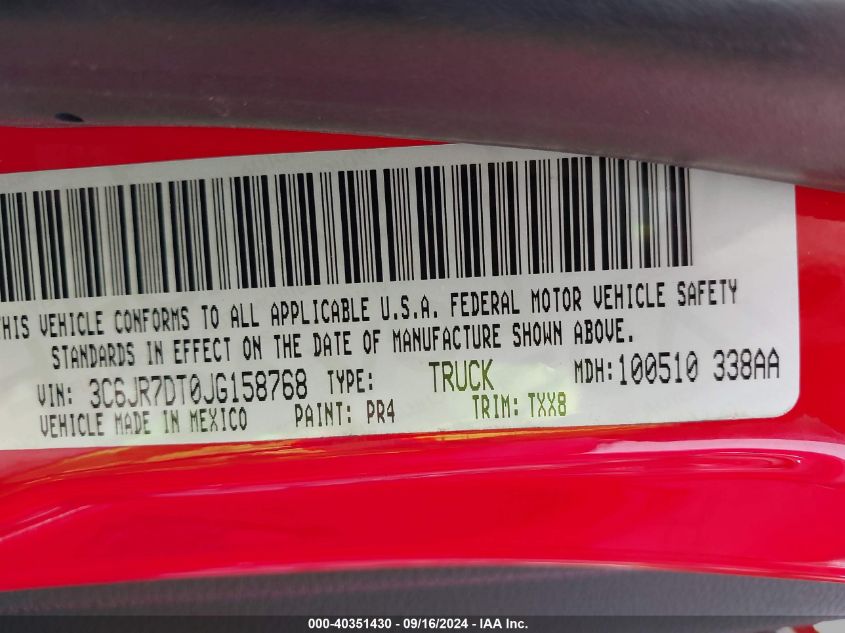 THIS VEHICLE CONFORMS TO ALL APPLICABLE U.S.A. FEDERAL MOTOR VEHICLE SAFETY
STANDARDS IN EFFECT ON THE DATE OF MANUFACTURE SHOWN ABOVE.
VIN: 3C6JR7DT0JG158768 TYPE: TRUCK MDH:100510 338AA
VEHICLE MADE IN MEXICO PAINT: PR4 TRIM: TXX8
000-40351430 - 09/16/2024 - IAA Inc.